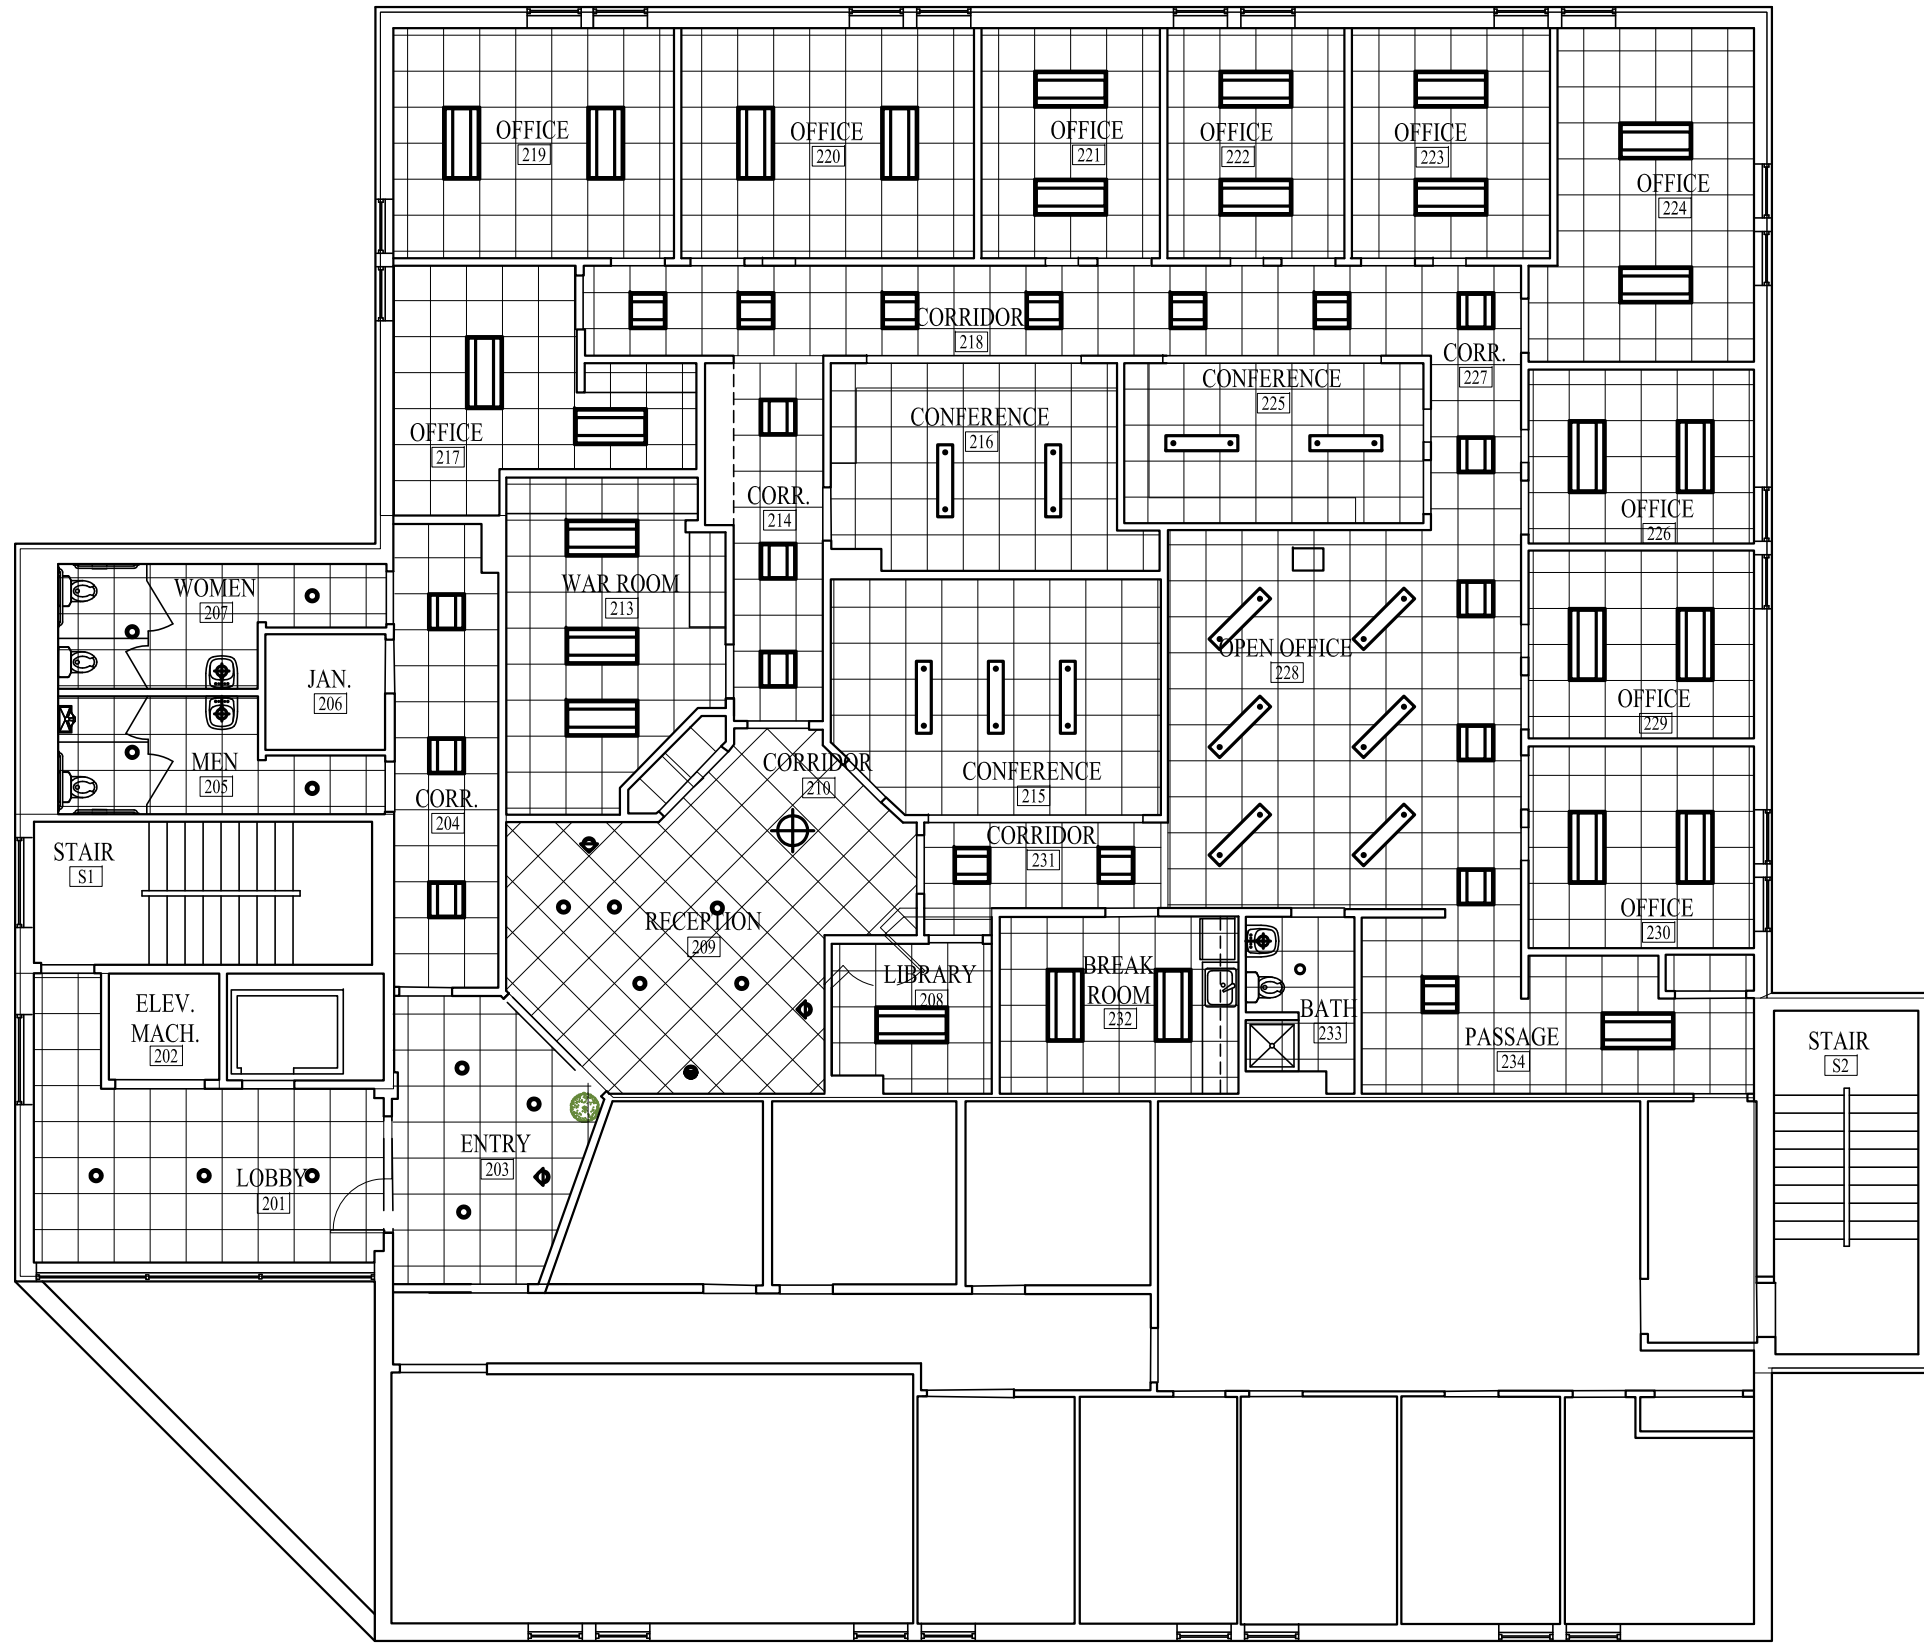 OFFICE
219
OFFICE
220
OFFICE
221
OFFICE
222
OFFICE
223
OFFICE
224
CORRIDOR
218
CORR.
227
CONFERENCE
225
CONFERENCE
216
OFFICE
217
CORR.
214
OFFICE
226
WAR ROOM
213
WOMEN
207
JAN.
206
OPEN OFFICE
228
OFFICE
229
MEN
205
CORRIDOR
210
CONFERENCE
215
CORR.
204
CORRIDOR
231
STAIR
S1
RECEPTION
209
OFFICE
230
LIBRARY
208
BREAK
ROOM
232
BATH
233
ELEV.
MACH.
202
PASSAGE
234
STAIR
S2
ENTRY
203
LOBBY
201